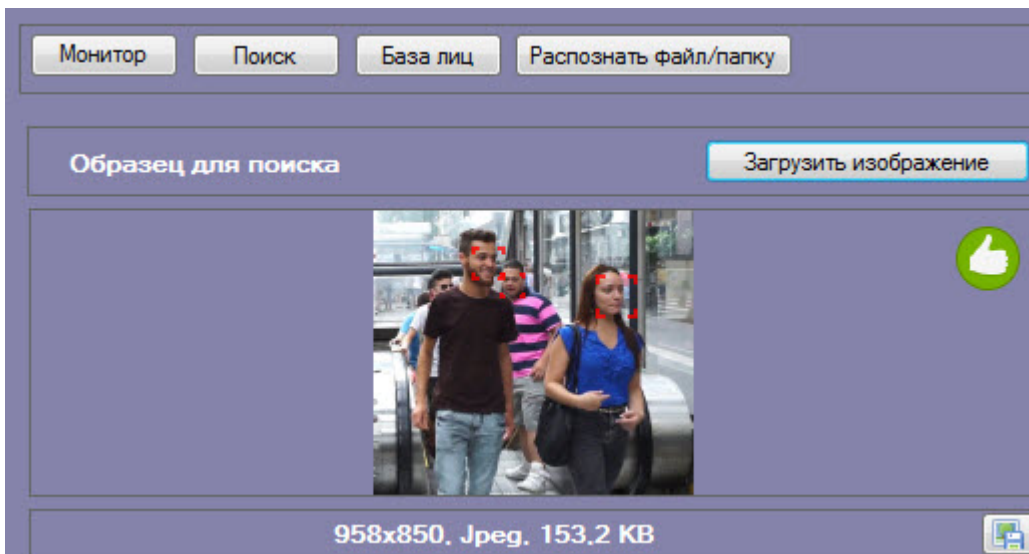 Монитор Поиск База лиц Распознать файл/папку
Образец для поиска Загрузить изображение
958x850, Jpeg, 153,2 KB